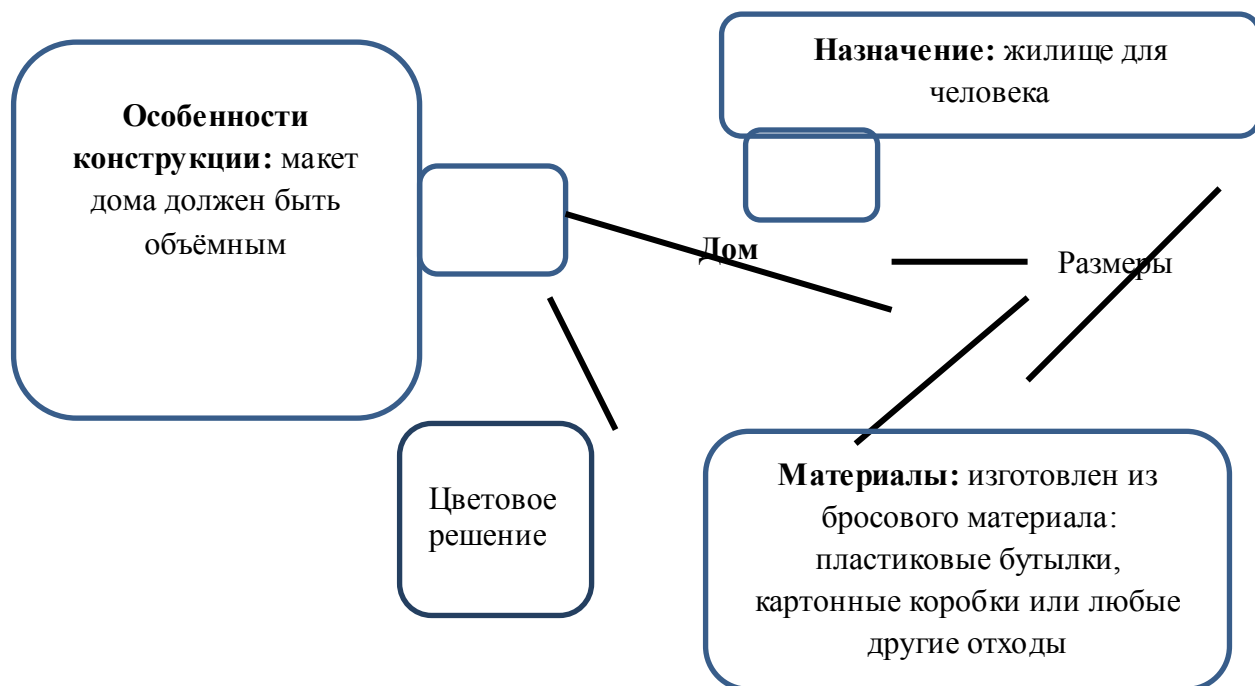 Назначение: жилище для
человека
Особенности
конструкции: макет
дома должен быть
объёмным
Дом
Размеры
Цветовое
решение
Материалы: изготовлен из
бросового материала:
пластиковые бутылки,
картонные коробки или любые
другие отходы